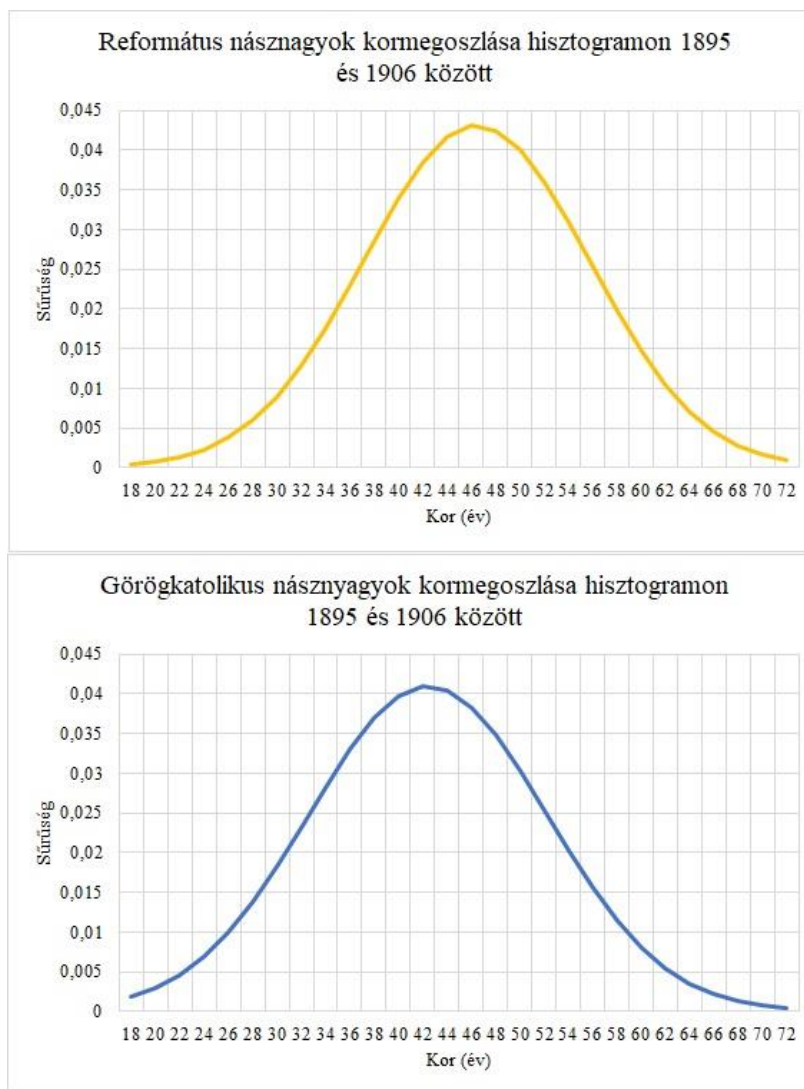 Református násznagyok kormegoszlása hisztogramon 1895
és 1906 között
0,045
0,04
0,035
0,03
0,025
0,02
0,015
0,01
0,005
0
Sűrűség
18 20 22 24 26 28 30 32 34 36 38 40 42 44 46 48 50 52 54 56 58 60 62 64 66 68 70 72
Kor (év)
Görögkatolikus násznyagyok kormegoszlása hisztogramon
1895 és 1906 között
0,045
0,04
0,035
0,03
0,025
0,02
0,015
0,01
0,005
0
Sűrűség
18 20 22 24 26 28 30 32 34 36 38 40 42 44 46 48 50 52 54 56 58 60 62 64 66 68 70 72
Kor (év)